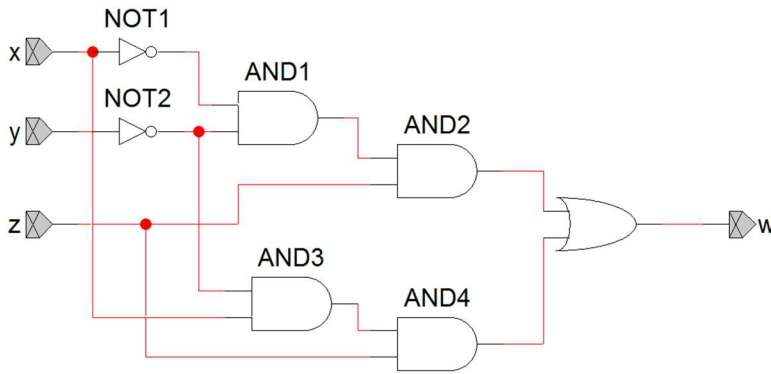 NOT1
x
AND1
NOT2
y
AND2
z
w
AND3
AND4